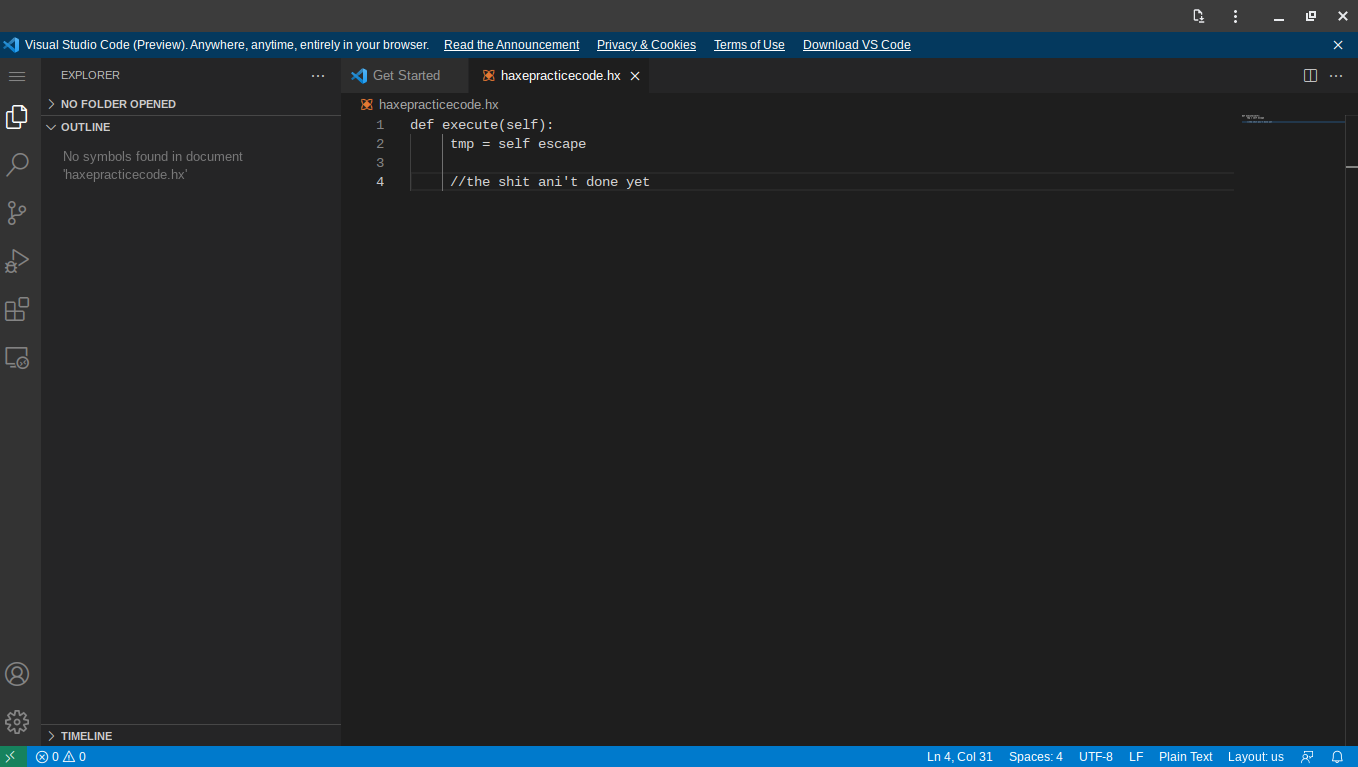 Visual Studio Code (Preview). Anywhere, anytime, entirely in your browser. Read the Announcement Privacy & Cookies Terms of Use Download VS Code
EXPLORER
NO FOLDER OPENED
OUTLINE
No symbols found in document
'haxepracticecode.hx'
TIMELINE
Get Started haxepracticecode.hx
haxepracticecode.hx
1 def execute(self):
2 tmp = self escape
3
4 //the shit ani't done yet
0 0 Ln 4, Col 31 Spaces: 4 UTF-8 LF Plain Text Layout: us